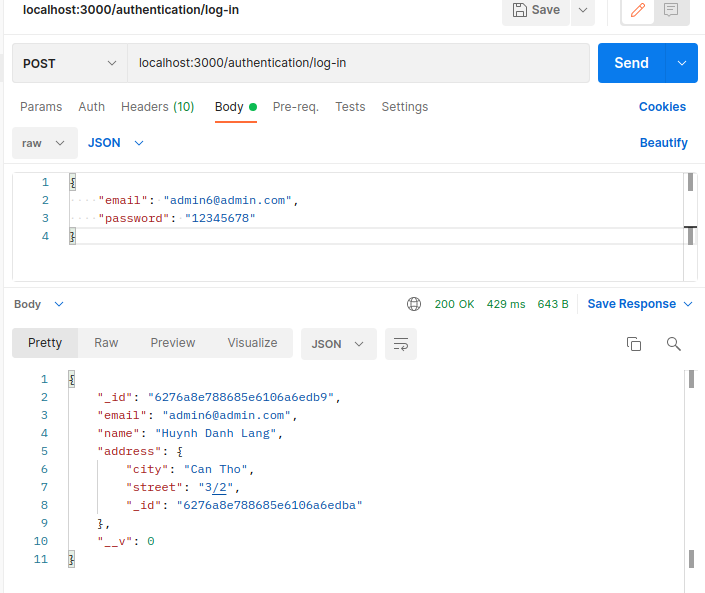 localhost:3000/authentication/log-in
Save
POST
localhost:3000/authentication/log-in
Send
Params Auth Headers (10) Body Pre-req. Tests Settings Cookies
raw JSON Beautify
1 {
2 "email": "admin6@admin.com",
3 "password": "12345678"
4 }
Body 200 OK 429 ms 643 B Save Response
Pretty Raw Preview Visualize JSON
1 {
2 "_id": "6276a8e788685e6106a6edb9",
3 "email": "admin6@admin.com",
4 "name": "Huynh Danh Lang",
5 "address": {
6 "city": "Can Tho",
7 "street": "3/2",
8 "_id": "6276a8e788685e6106a6edba"
9 },
10 "__v": 0
11 }